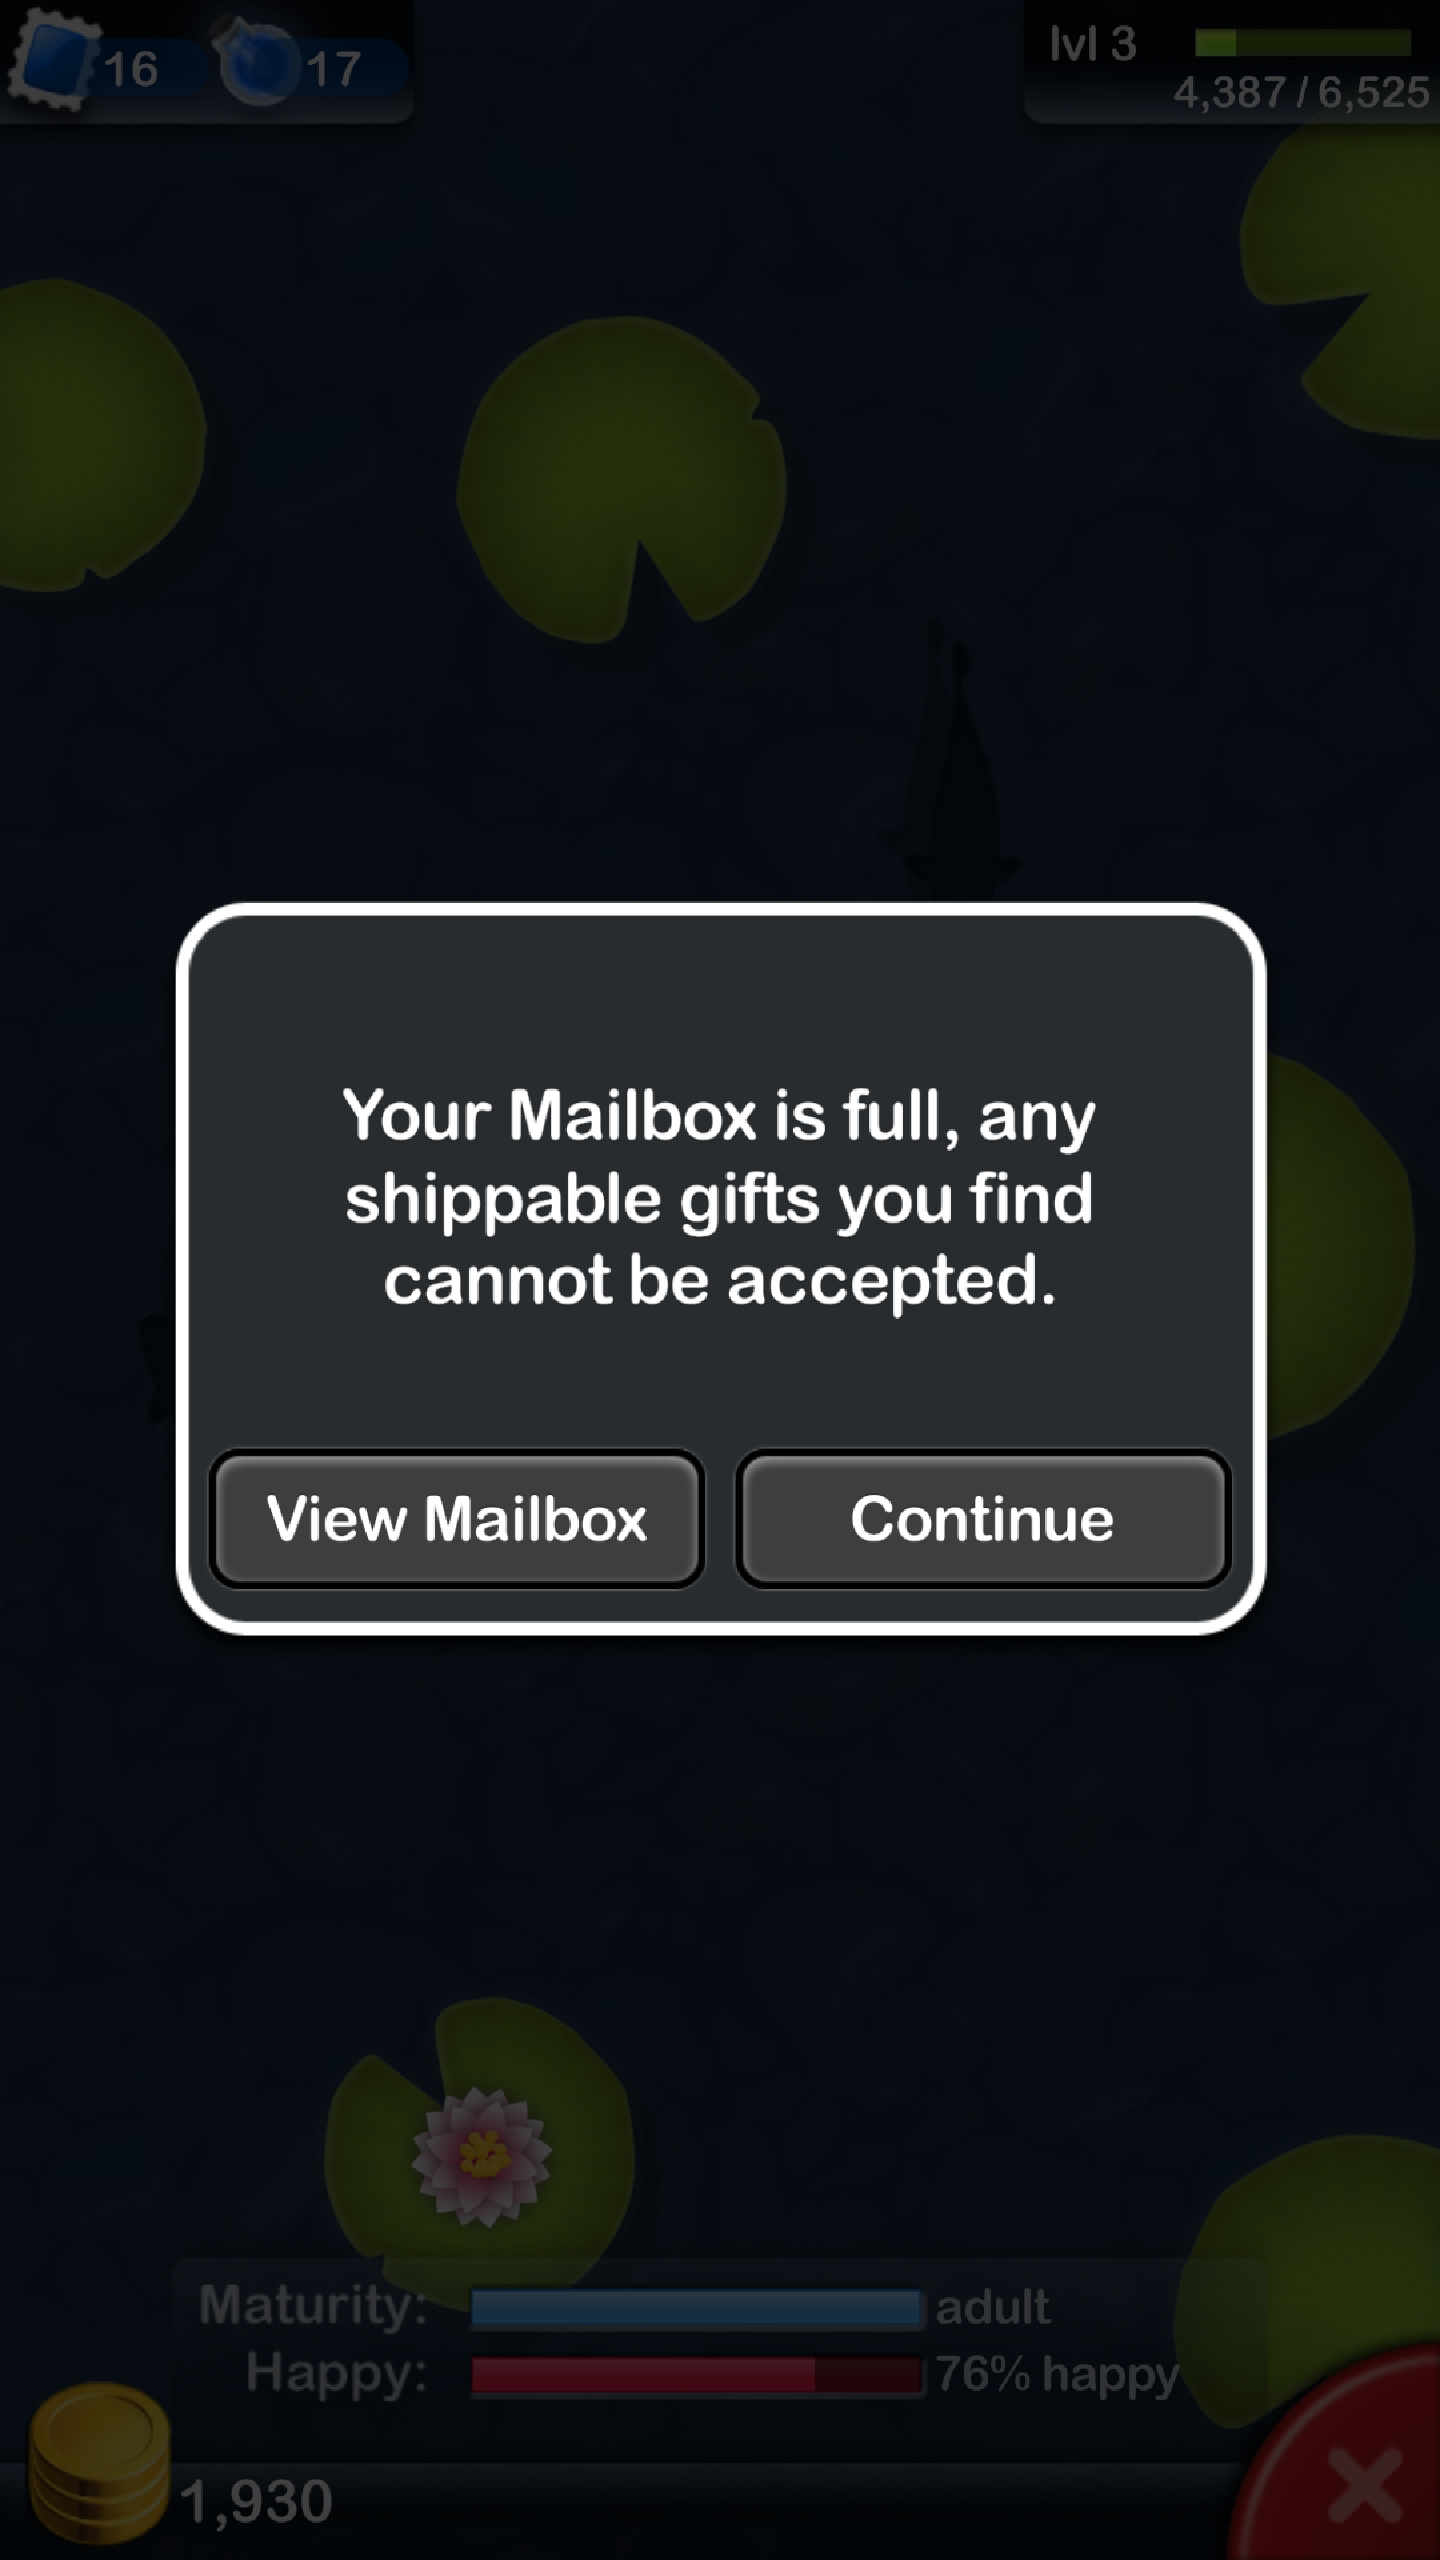 16
17
lvl 3
4,387 / 6,525
Your Mailbox is full, any
shippable gifts you find
cannot be accepted.
View Mailbox
Continue
Maturity:
adult
Happy:
76% happy
1,930